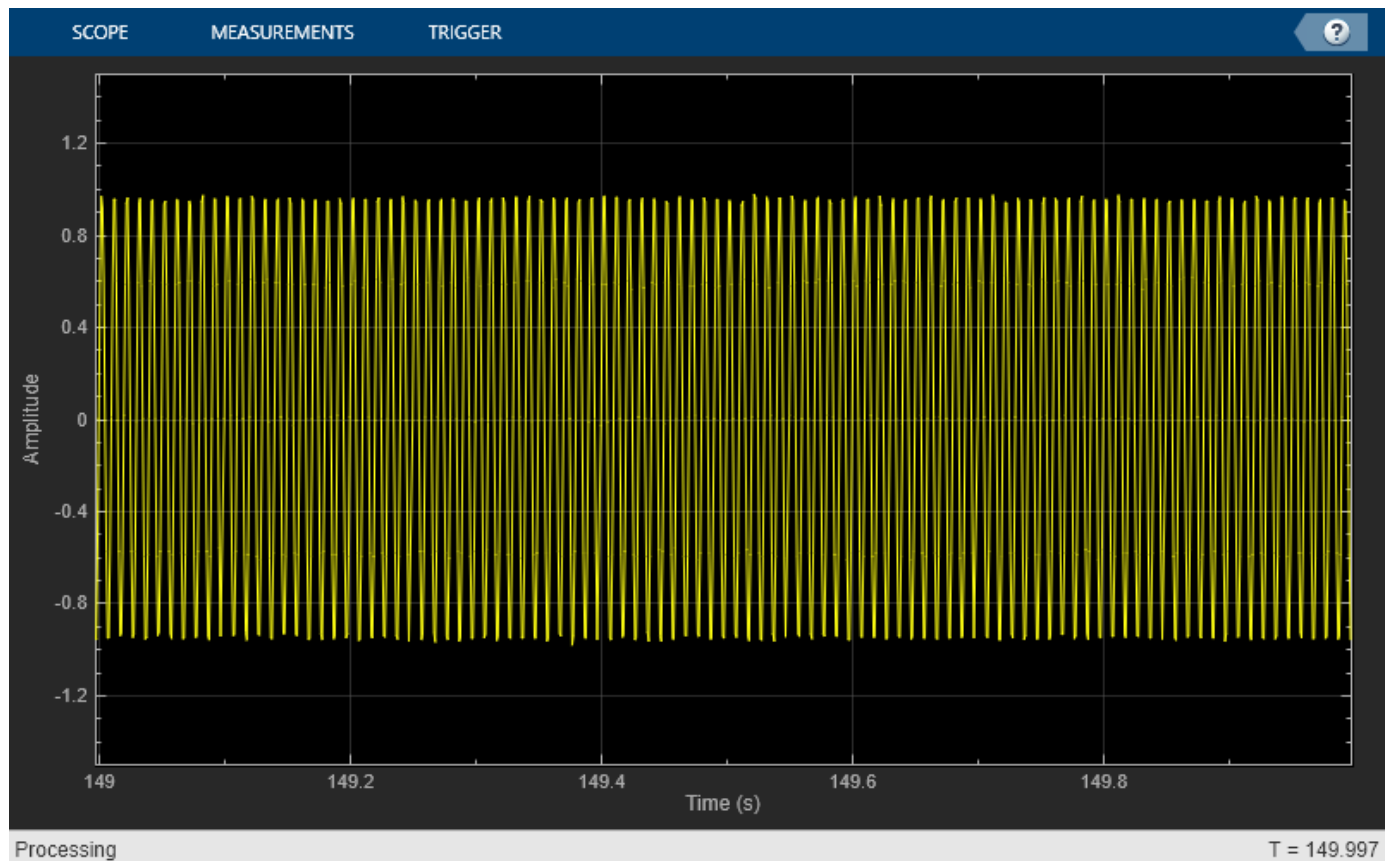 SCOPE MEASUREMENTS TRIGGER ?
1.2
0.8
0.4
0
-0.4
-0.8
-1.2
Amplitude
149 149.2 149.4 149.6 149.8
Time (s)
Processing T = 149.997